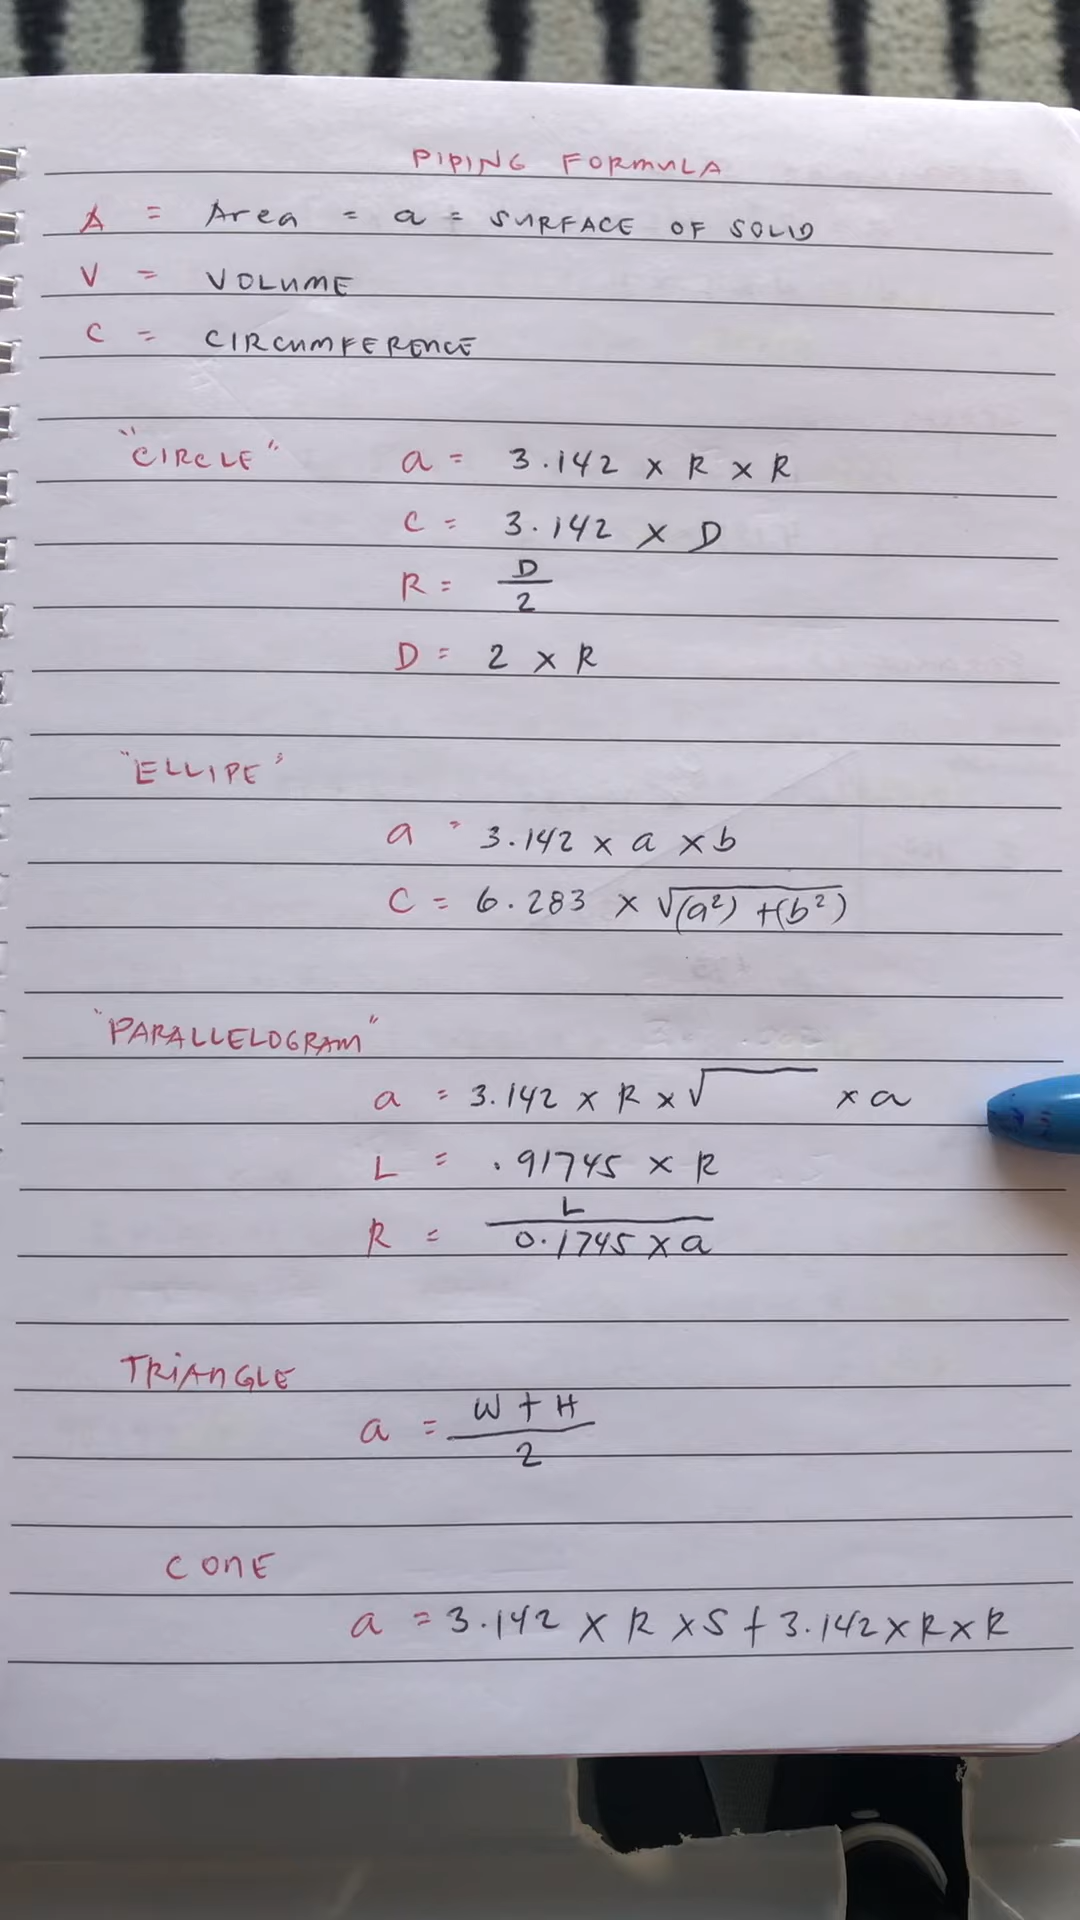 PIPING FORMULA
A = Area = a = SURFACE OF SOLID
V = VOLUME
C = CIRCUMFERENCE
"CIRCLE" a = 3.142 x R x R
C = 3.142 x D
R = D/2
D = 2 x R
"ELLIPE"
a = 3.142 x a x b
C = 6.283 x √(a²) + (b²)
"PARALLELOGRAM"
a = 3.142 x R x √ x a
L = .91745 x R
R = L/0.1745 x a
TRIANGLE
a = W + H/2
CONE
a = 3.142 x R x S + 3.142 x R x R